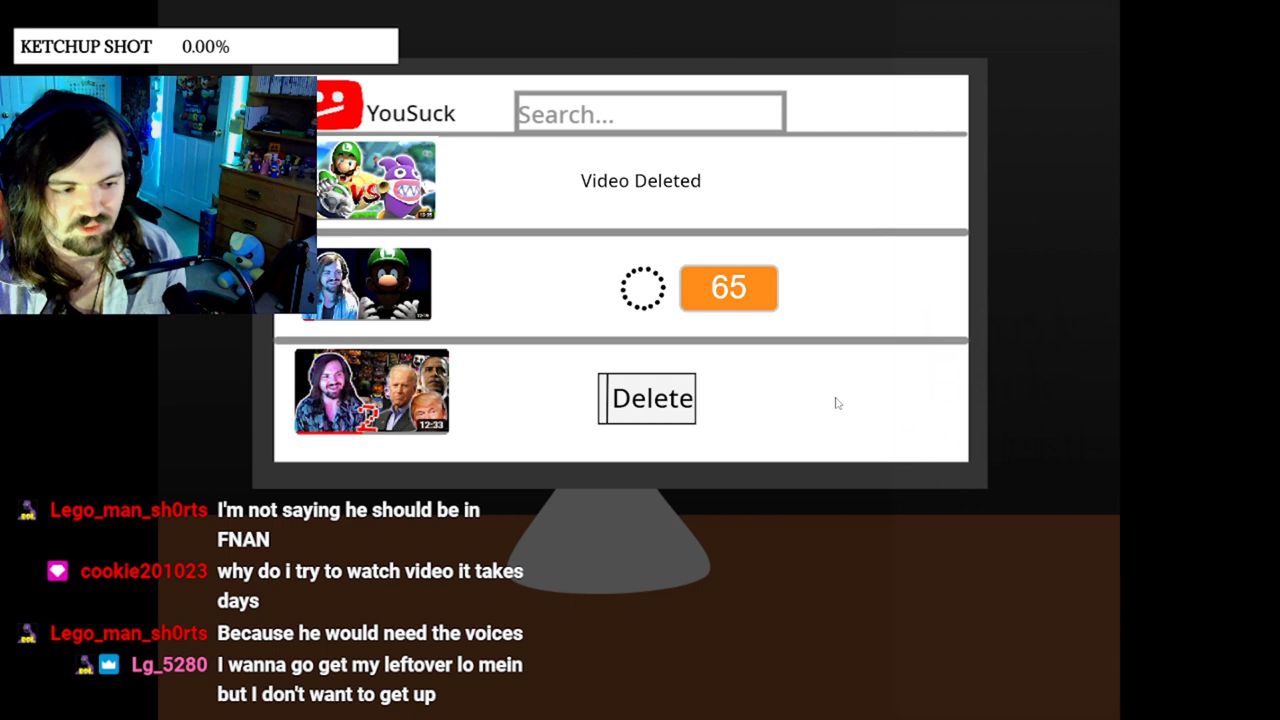 KETCHUP SHOT 0.00%
YouSuck
Search...
VS
Video Deleted
65
2
12:33
Delete
Lego_man_sh0rts I'm not saying he should be in
FNAN
cookie201023 why do i try to watch video it takes
days
Lego_man_sh0rts Because he would need the voices
Lg_5280 I wanna go get my leftover lo mein
but I don't want to get up